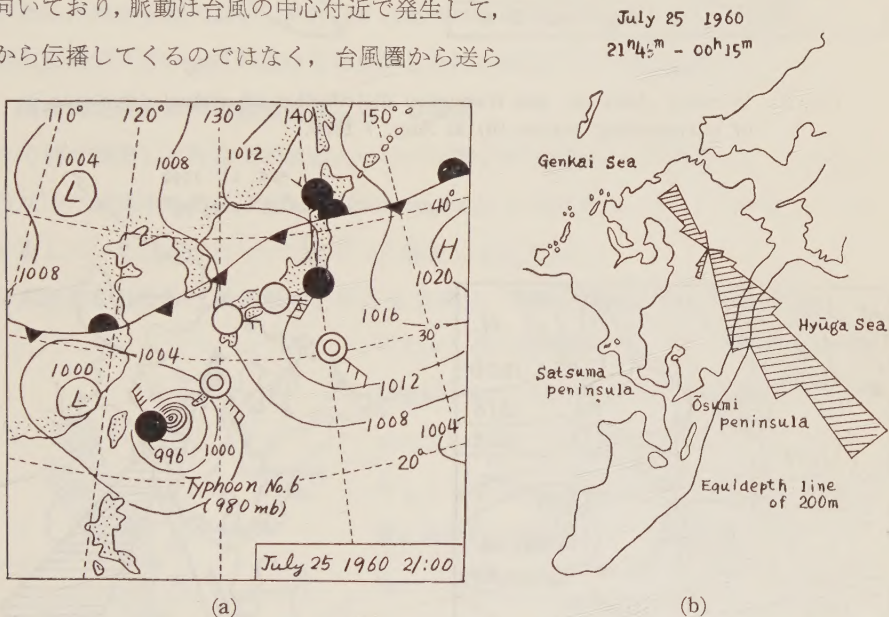 向いており，脈動は台風の中心付近で発生して，
から伝播してくるのではなく，台風圏から送ら
110° 120° 130° 140° 150°
1004 L 1008 1012
40°
1008
H
1020
1016
30°
1004
1000 L
1012
1008
1004
996 1000
20°
Typhoon No.6
(980mb)
July 25 1960 21:00
(a)
July 25 1960
00h15m
Genkai Sea
Hyūga Sea
Satsuma
peninsula
Ōsumi
peninsula
Equidepth line
of 200m
(b)